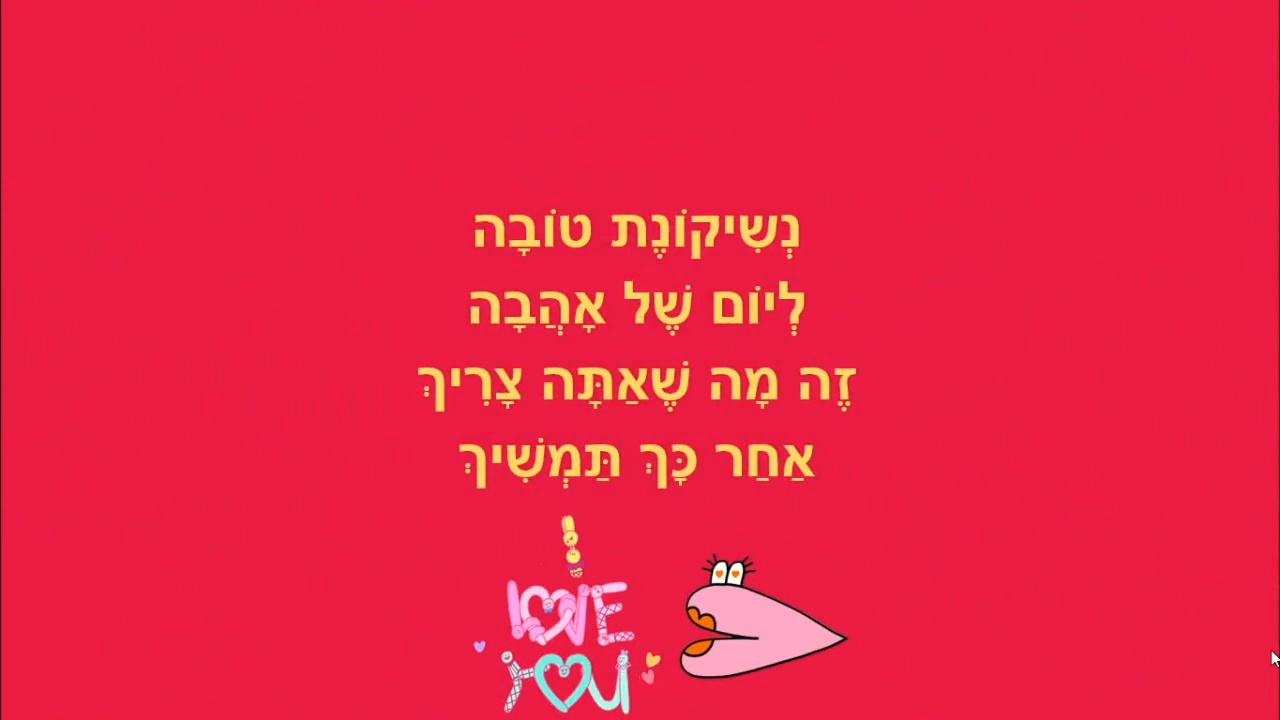 נְשִׁיקוֹנֶת טוֹבָה
לְיוֹם שֶׁל אָהֲבָה
זֶה מָה שֶׁאַתָּה צָרִיךְ
אַחַר כָּךְ תַּמְשִׁיךְ
I
LOVE
YOU